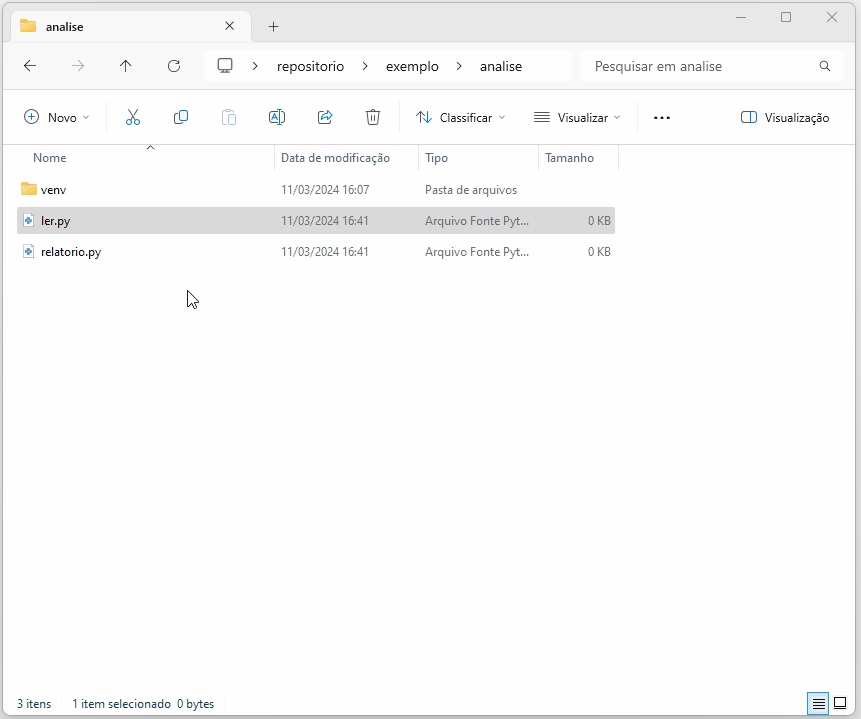 analise
repositorio > exemplo > analise
Pesquisar em analise
Novo
Classificar
Visualizar
Visualização
Nome Data de modificação Tipo Tamanho
venv 11/03/2024 16:07 Pasta de arquivos
ler.py 11/03/2024 16:41 Arquivo Fonte Pyt... 0 KB
relatorio.py 11/03/2024 16:41 Arquivo Fonte Pyt... 0 KB
3 itens 1 item selecionado 0 bytes